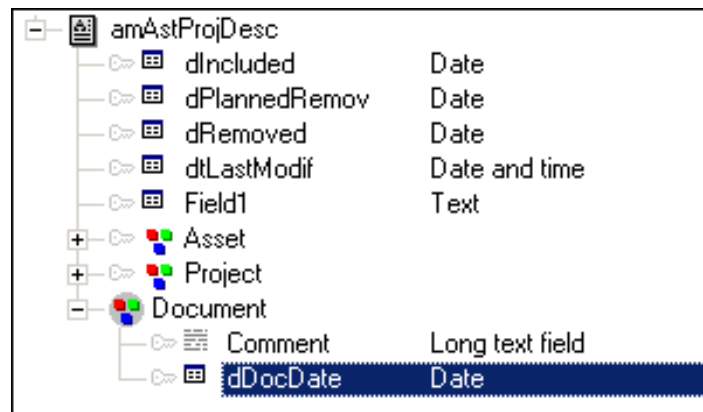 amAstProjDesc
dIncluded Date
dPlannedRemov Date
dRemoved Date
dtLastModif Date and time
Field1 Text
Asset
Project
Document
Comment Long text field
dDocDate Date